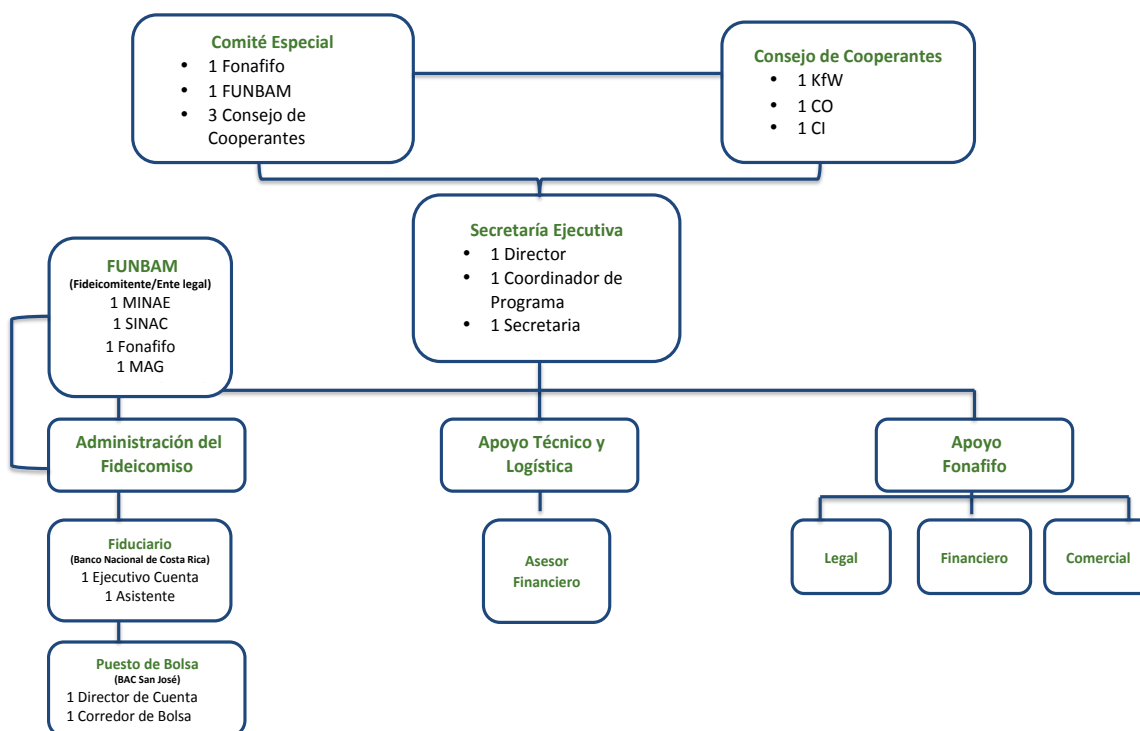 Comité Especial
• 1 Fonafifo
• 1 FUNBAM
• 3 Consejo de
Cooperantes
Consejo de Cooperantes
• 1 KfW
• 1 CO
• 1 CI
Secretaría Ejecutiva
• 1 Director
• 1 Coordinador de
Programa
• 1 Secretaria
FUNBAM
(Fideicomitente/Ente legal)
1 MINAE
1 SINAC
1 Fonafifo
1 MAG
Administración del
Fideicomiso
Apoyo Técnico y
Logística
Apoyo
Fonafifo
Fiduciario
(Banco Nacional de Costa Rica)
1 Ejecutivo Cuenta
1 Asistente
Asesor
Financiero
Legal
Financiero
Comercial
Puesto de Bolsa
(BAC San José)
1 Director de Cuenta
1 Corredor de Bolsa